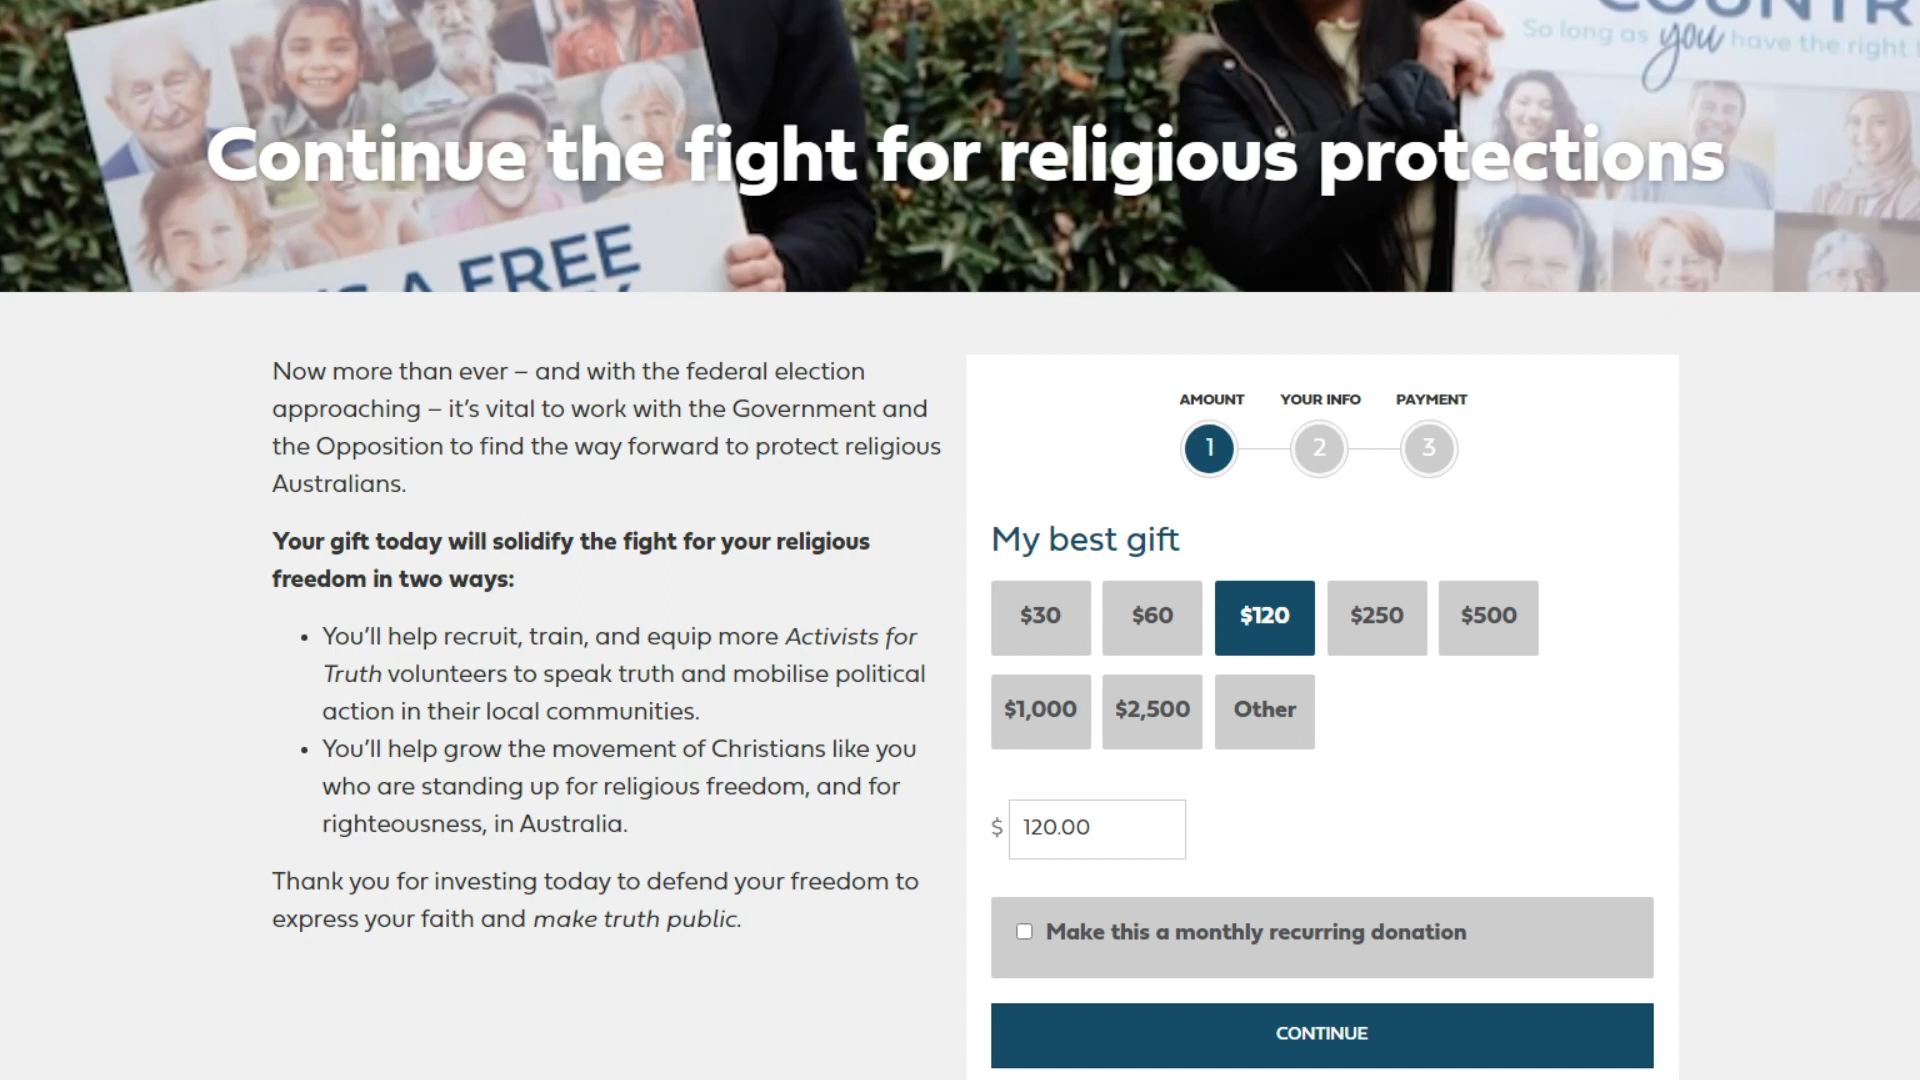 COUNTR
So long as you have the right
Continue the fight for religious protections
A FREE
Now more than ever – and with the federal election
approaching – it’s vital to work with the Government and
the Opposition to find the way forward to protect religious
Australians.
Your gift today will solidify the fight for your religious
freedom in two ways:
• You’ll help recruit, train, and equip more Activists for
Truth volunteers to speak truth and mobilise political
action in their local communities.
• You’ll help grow the movement of Christians like you
who are standing up for religious freedom, and for
righteousness, in Australia.
Thank you for investing today to defend your freedom to
express your faith and make truth public.
AMOUNT YOUR INFO PAYMENT
1 2 3
My best gift
$30 $60 $120 $250 $500
$1,000 $2,500 Other
$ 120.00
Make this a monthly recurring donation
CONTINUE